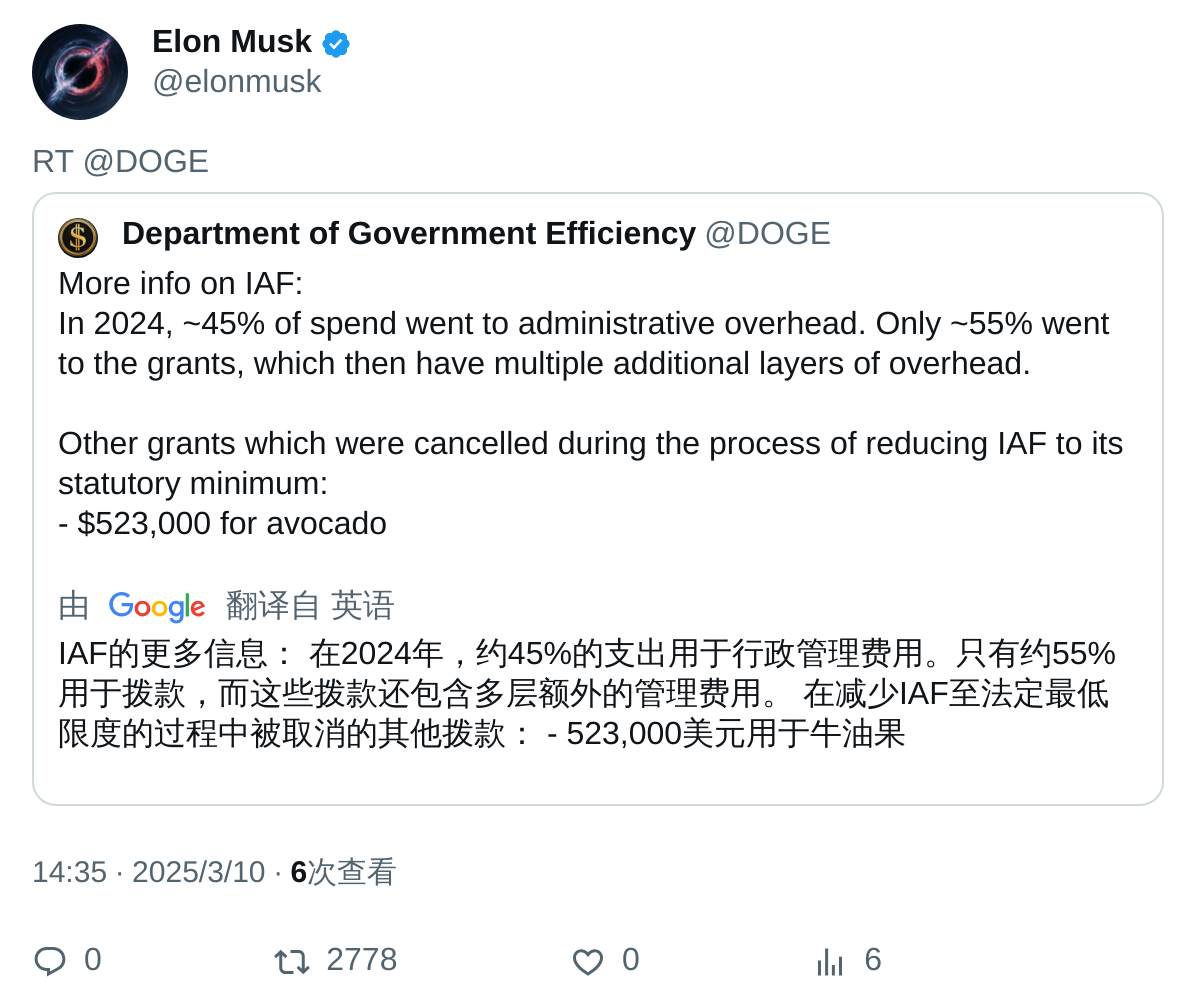 Elon Musk
@elonmusk
RT @DOGE
Department of Government Efficiency @DOGE
More info on IAF:
In 2024, ~45% of spend went to administrative overhead. Only ~55% went
to the grants, which then have multiple additional layers of overhead.
Other grants which were cancelled during the process of reducing IAF to its
statutory minimum:
- $523,000 for avocado
由 Google 翻译自 英语
IAF的更多信息： 在2024年，约45%的支出用于行政管理费用。只有约55%
用于拨款，而这些拨款还包含多层额外的管理费用。 在减少IAF至法定最低
限度的过程中被取消的其他拨款： - 523,000美元用于牛油果
14:35 · 2025/3/10 · 6次查看
0 2778 0 6